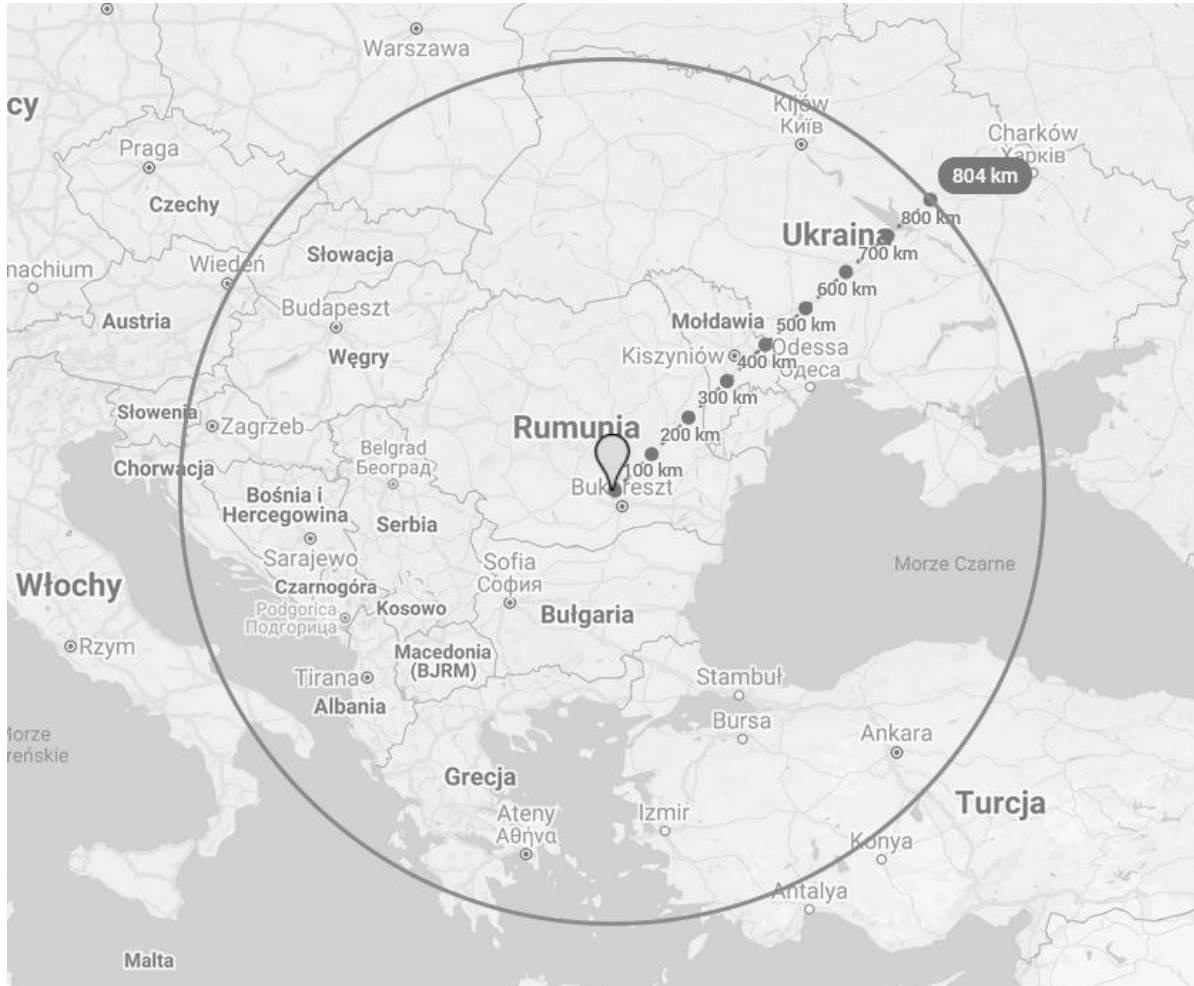 Warszawa
cy
Kijów
Київ
Charków
Харків
Praga
804 km
Czechy
800 km
Ukraina
700 km
Słowacja
nachium
Wiedeń
600 km
Budapeszt
Austria
500 km
Mołdawia
Węgry
Kiszyniów
400 km
Odessa
Одеса
300 km
Słowenia
Zagrzeb
Rumunia
200 km
Belgrad
Београд
Chorwacja
100 km
Bukareszt
Bośnia i
Hercegowina
Serbia
Sarajewo
Sofia
София
Morze Czarne
Włochy
Czarnogóra
Kosowo
Podgorica
Подгорица
Bułgaria
Rzym
Macedonia
(BJRM)
Tirana
Stambuł
Albania
Bursa
Ankara
Morze
reńskie
Grecja
Turcja
Ateny
Αθήνα
Izmir
Konya
Antalya
Malta